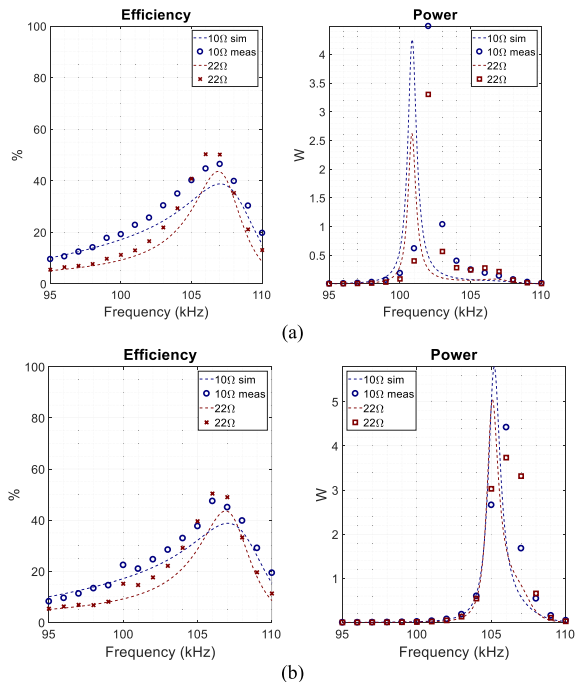 Efficiency
Power
100
80
60
40
20
0
%
10Ω sim
10Ω meas
22Ω
22Ω
95
100
105
110
Frequency (kHz)
4
3.5
3
2.5
2
1.5
1
0.5
W
10Ω sim
10Ω meas
22Ω
22Ω
95
100
105
110
Frequency (kHz)
(a)
Efficiency
Power
100
80
60
40
20
0
%
10Ω sim
10Ω meas
22Ω
22Ω
95
100
105
110
Frequency (kHz)
5
4
3
2
1
W
10Ω sim
10Ω meas
22Ω
22Ω
95
100
105
110
Frequency (kHz)
(b)